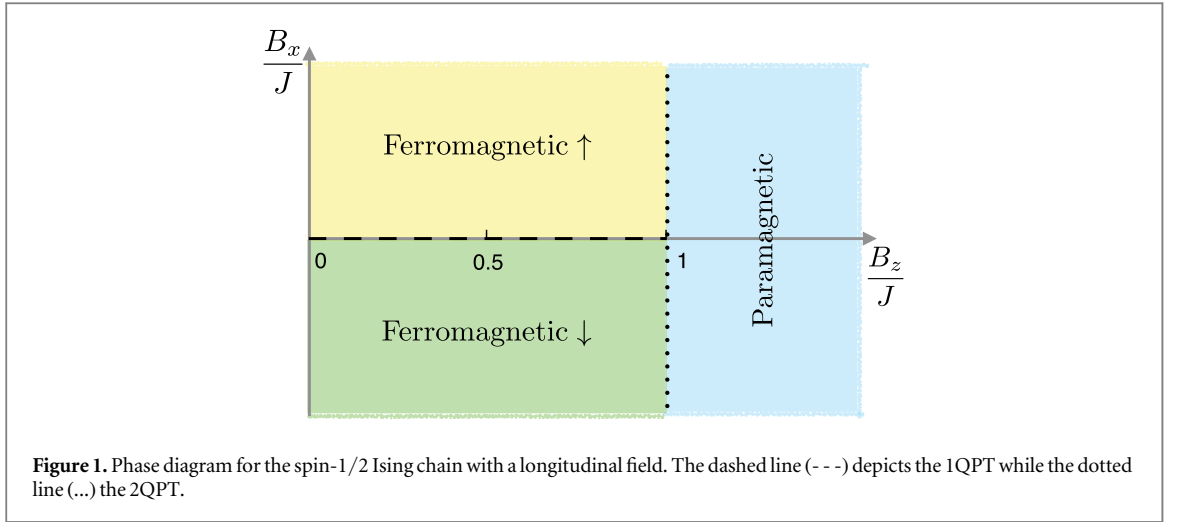 B_x
J
Ferromagnetic ↑
Paramagnetic
0
0.5
1
B_z
J
Ferromagnetic ↓
Figure 1. Phase diagram for the spin-1/2 Ising chain with a longitudinal field. The dashed line (- - -) depicts the 1QPT while the dotted
line (...) the 2QPT.